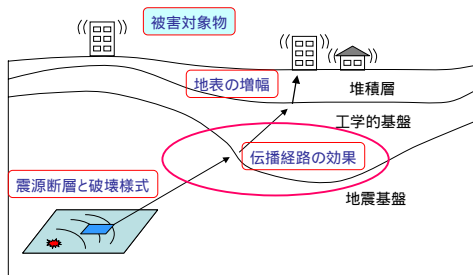 被害対象物
地表の増幅
堆積層
工学的基盤
伝播経路の効果
震源断層と破壊様式
地震基盤